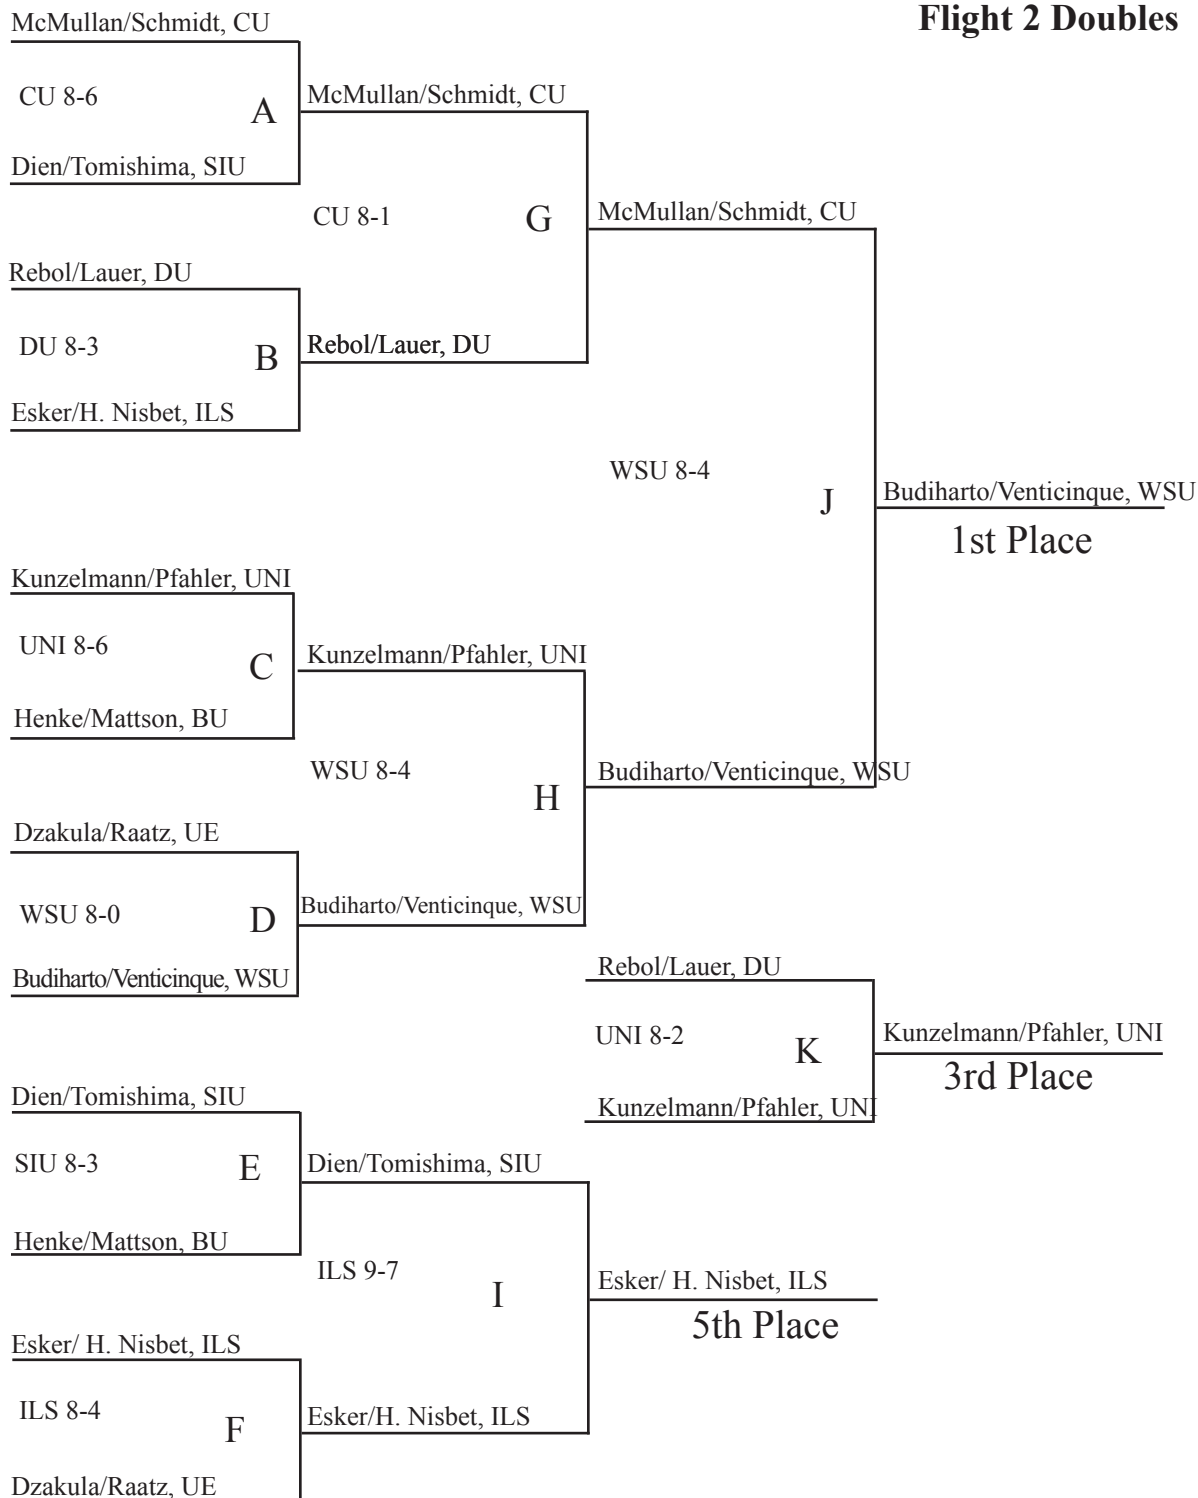 Flight 2 Doubles
McMullan/Schmidt, CU
CU 8-6
A
McMullan/Schmidt, CU
Dien/Tomishima, SIU
CU 8-1
G
McMullan/Schmidt, CU
Rebol/Lauer, DU
DU 8-3
B
Rebol/Lauer, DU
Esker/H. Nisbet, ILS
WSU 8-4
J
Budiharto/Venticinque, WSU
1st Place
Kunzelmann/Pfahler, UNI
UNI 8-6
C
Kunzelmann/Pfahler, UNI
Henke/Mattson, BU
WSU 8-4
H
Budiharto/Venticinque, WSU
Dzakula/Raatz, UE
WSU 8-0
D
Budiharto/Venticinque, WSU
Budiharto/Venticinque, WSU
Rebol/Lauer, DU
UNI 8-2
K
Kunzelmann/Pfahler, UNI
3rd Place
Kunzelmann/Pfahler, UNI
Dien/Tomishima, SIU
SIU 8-3
E
Dien/Tomishima, SIU
Henke/Mattson, BU
ILS 9-7
I
Esker/ H. Nisbet, ILS
5th Place
Esker/ H. Nisbet, ILS
ILS 8-4
F
Esker/H. Nisbet, ILS
Dzakula/Raatz, UE